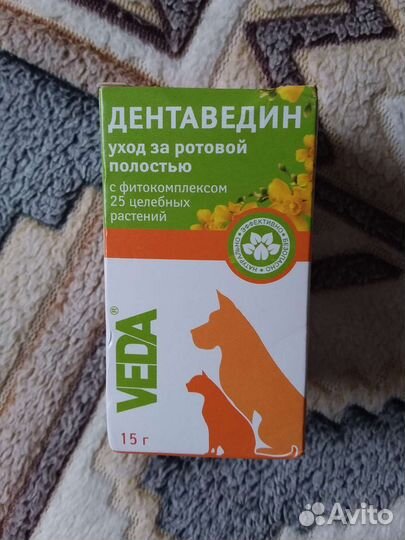 ДЕНТАВЕДИН
уход за ротовой
полостью
с фитокомплексом
25 целебных
растений
НАТУРАЛЬНО ★ ЭФФЕКТИВНО ★ БЕЗОПАСНО ★
VEDA®
15 г
Avito